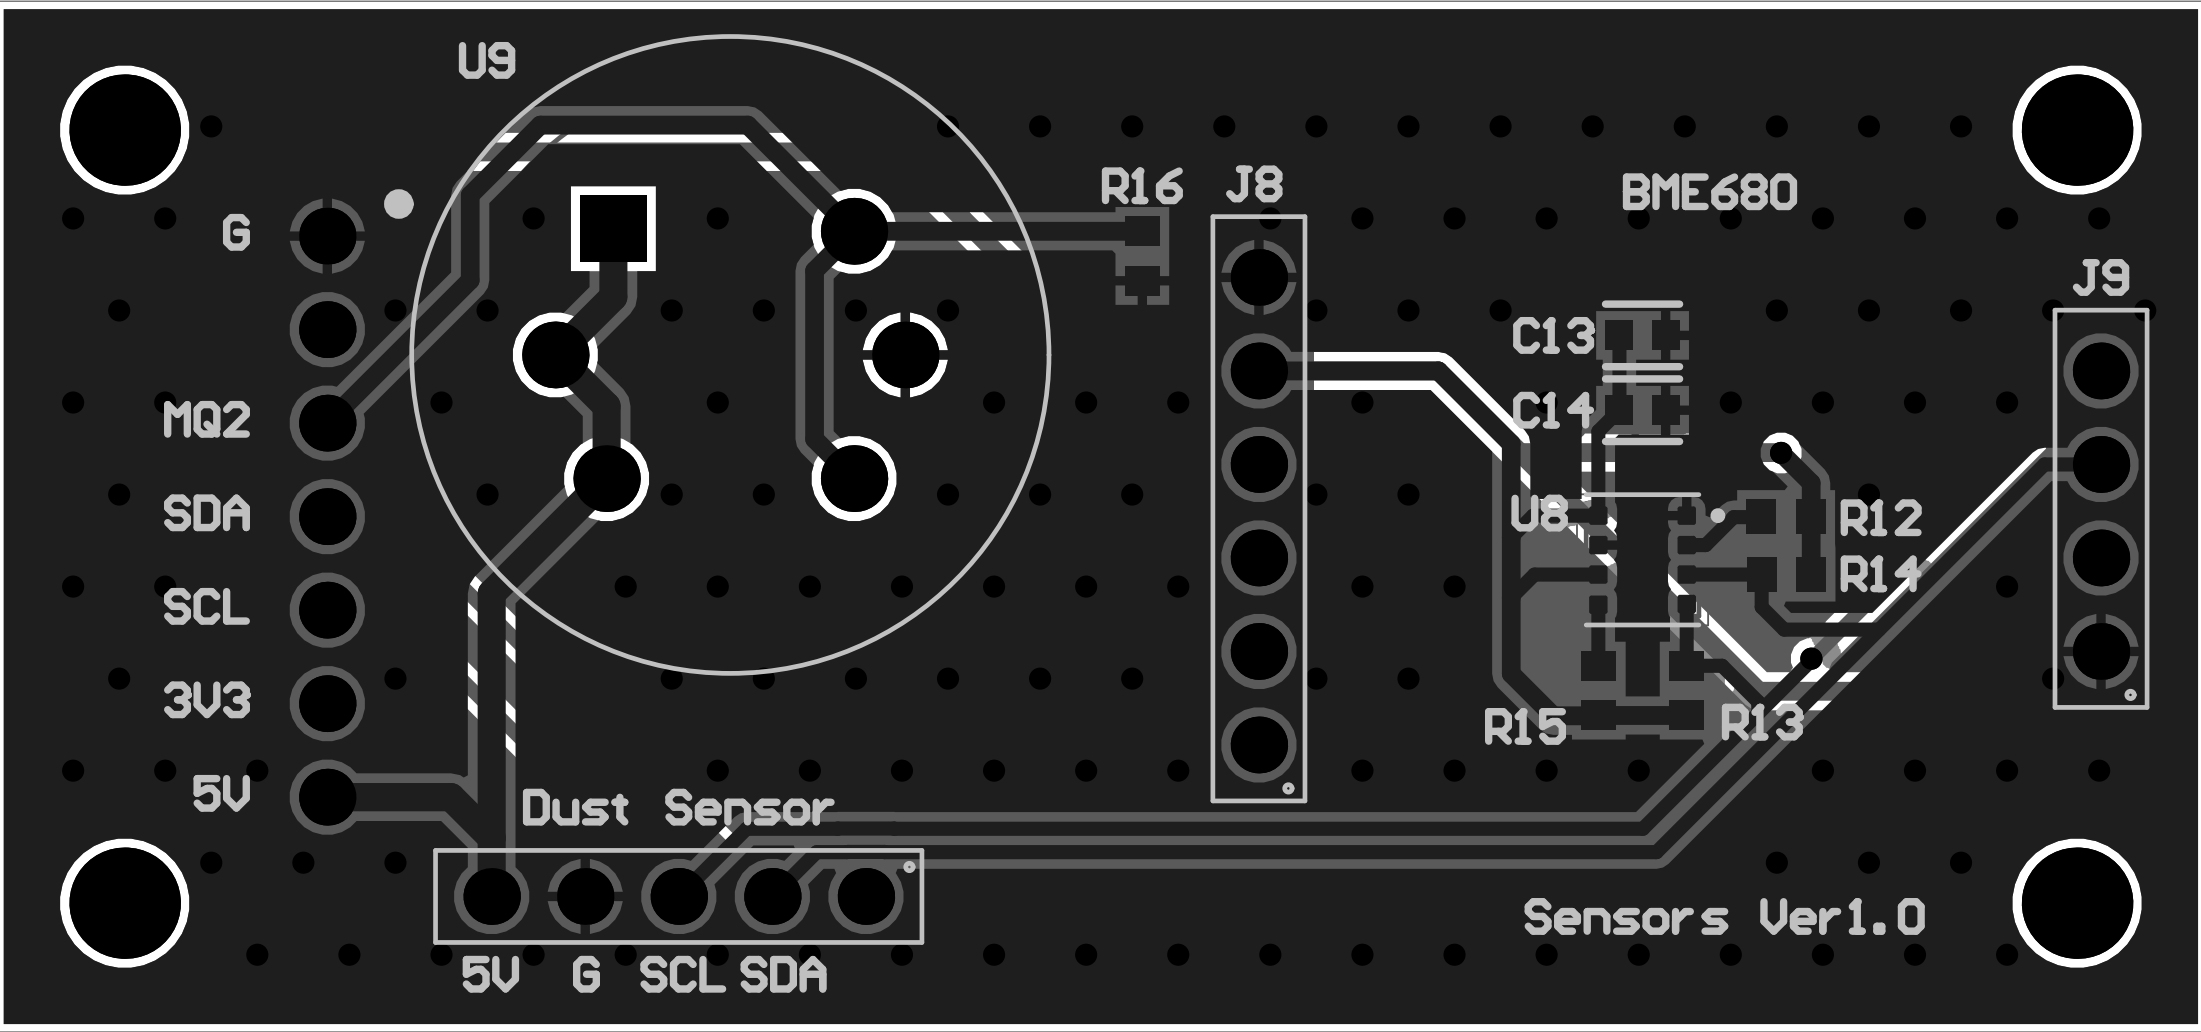 U9
R16
J8
BME680
G
J9
C13
C14
MQ2
SDA
U8
R12
R14
SCL
3V3
R15
R13
5V
Dust Sensor
Sensors Ver1.0
5V G SCL SDA